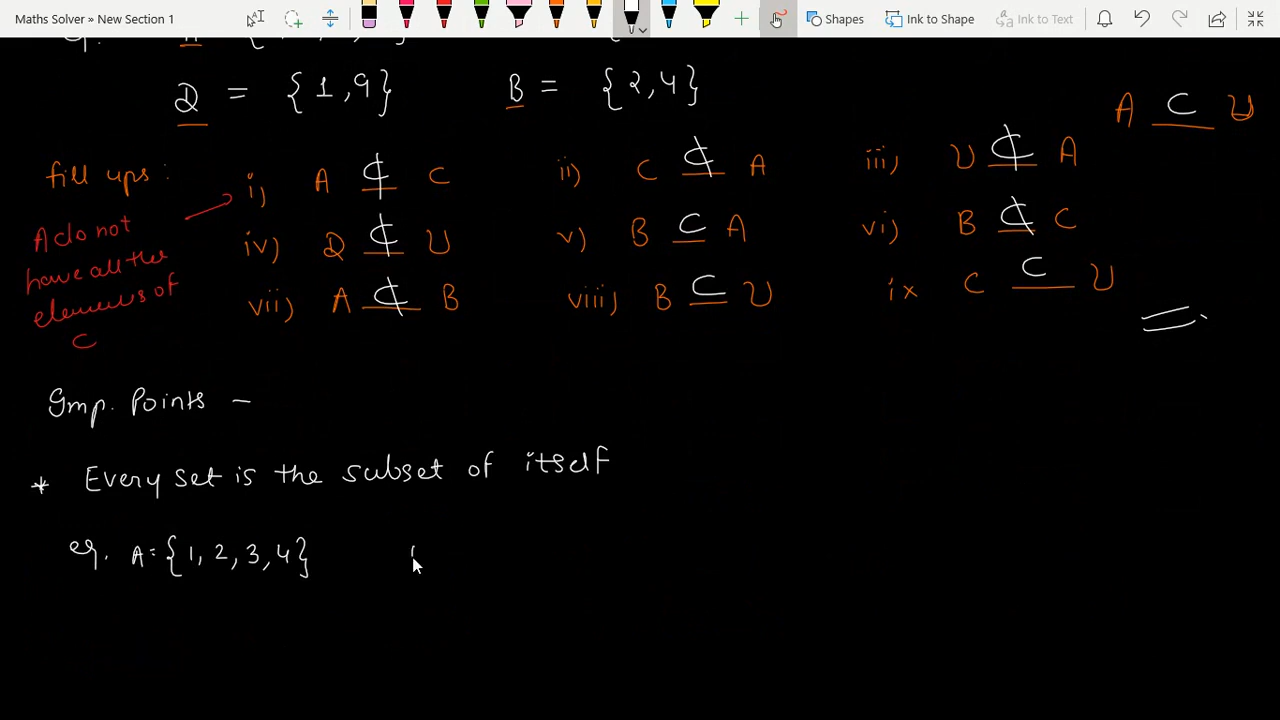 Maths Solver » New Section 1
Shapes
Ink to Shape
Ink to Text
D = {1,9} B = {2,4}
A ⊂ U
fill ups :
i) A ⊄ C ii) C ⊄ A iii) U ⊄ A
iv) D ⊄ U v) B ⊂ A vi) B ⊄ C
vii) A ⊄ B viii) B ⊂ U ix C ⊂ U
A do not
have all the
elements of
C
Imp. Points -
* Every set is the subset of itself
eg. A = {1, 2, 3, 4}